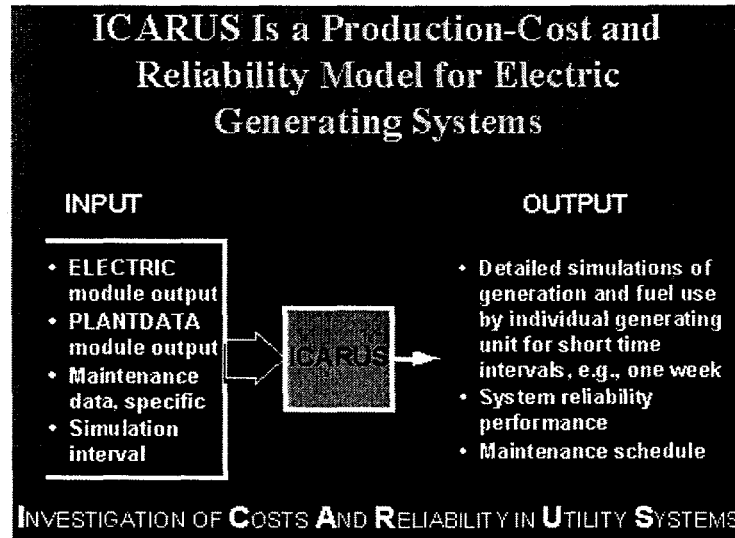 ICARUS Is a Production-Cost and
Reliability Model for Electric
Generating Systems
INPUT
• ELECTRIC
module output
• PLANTDATA
module output
• Maintenance
data, specific
• Simulation
interval
ICARUS
OUTPUT
• Detailed simulations of
generation and fuel use
by individual generating
unit for short time
intervals, e.g., one week
• System reliability
performance
• Maintenance schedule
INVESTIGATION OF COSTS AND RELIABILITY IN UTILITY SYSTEMS